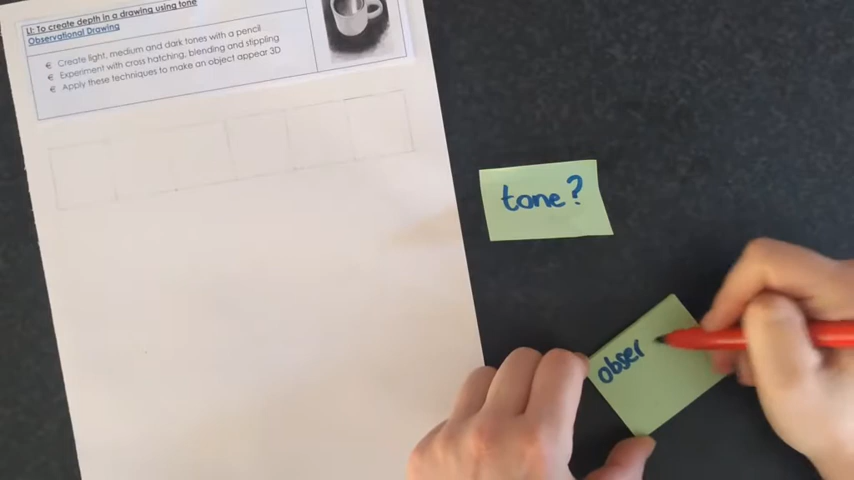 LI: To create depth in a drawing using tone
Observational Drawing
€ Create light, medium and dark tones with a pencil
€ Experiment with cross hatching, blending and stippling
€ Apply these techniques to make an object appear 3D
tone?
obser